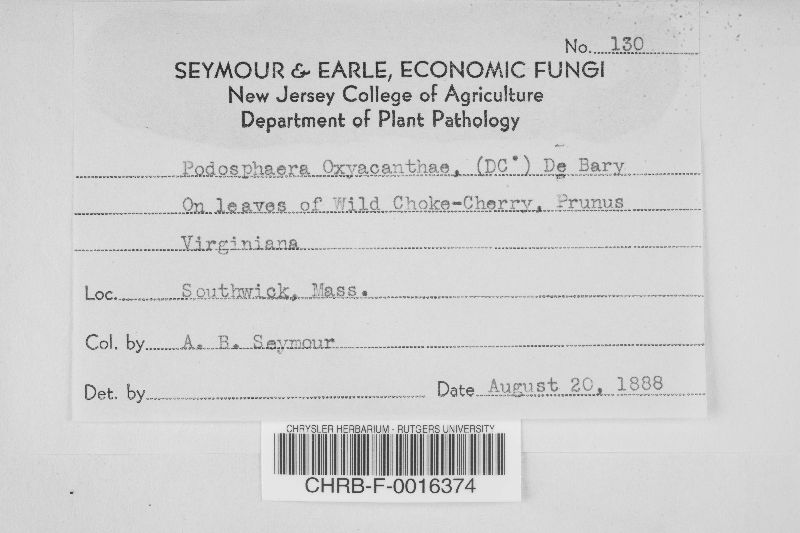 No. 130
SEYMOUR & EARLE, ECONOMIC FUNGI
New Jersey College of Agriculture
Department of Plant Pathology
Podosphaera Oxyacanthae, (DC.) De Bary
On leaves of Wild Choke-Cherry, Prunus
Virginiana
Loc. Southwick, Mass.
Col. by A. B. Seymour
Det. by
Date August 20, 1888
CHRYSLER HERBARIUM - RUTGERS UNIVERSITY
CHRB-F-0016374